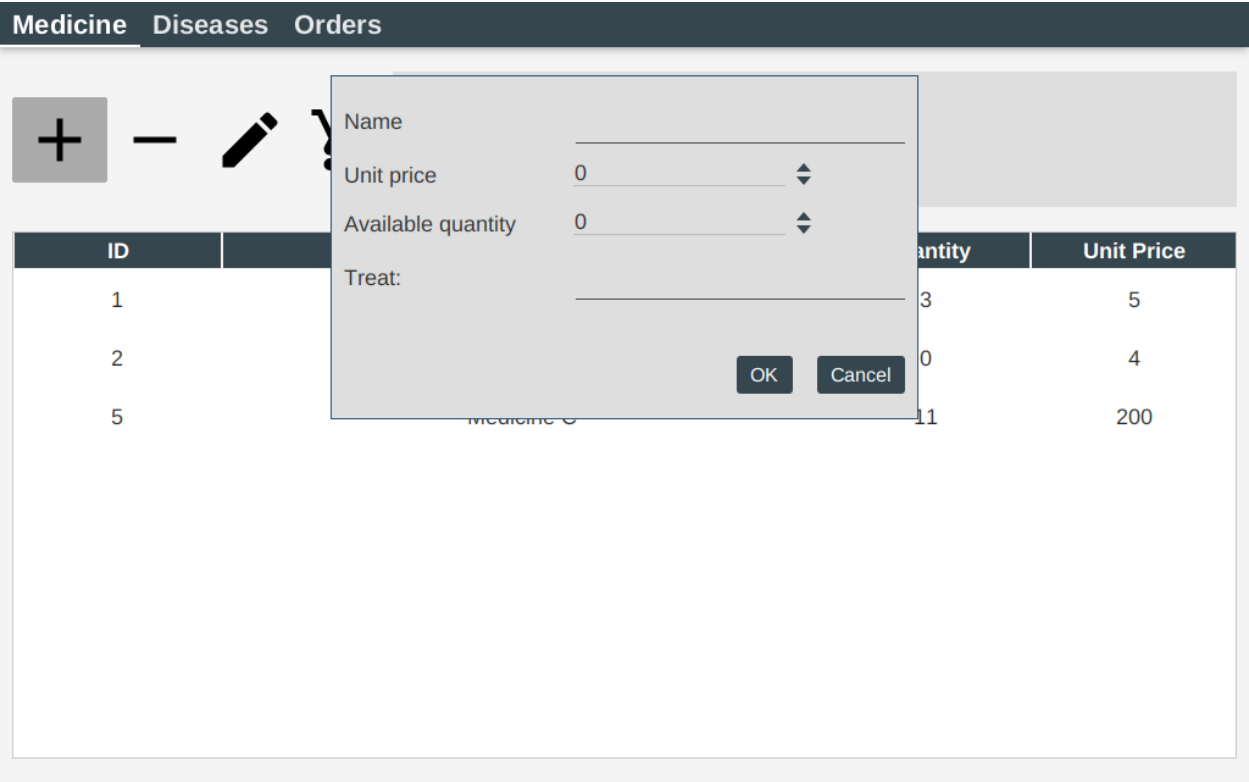 Medicine Diseases Orders
Name
Unit price 0
Available quantity 0
Treat:
OK Cancel
ID antity Unit Price
1 3 5
2 0 4
5 Medicine C 11 200